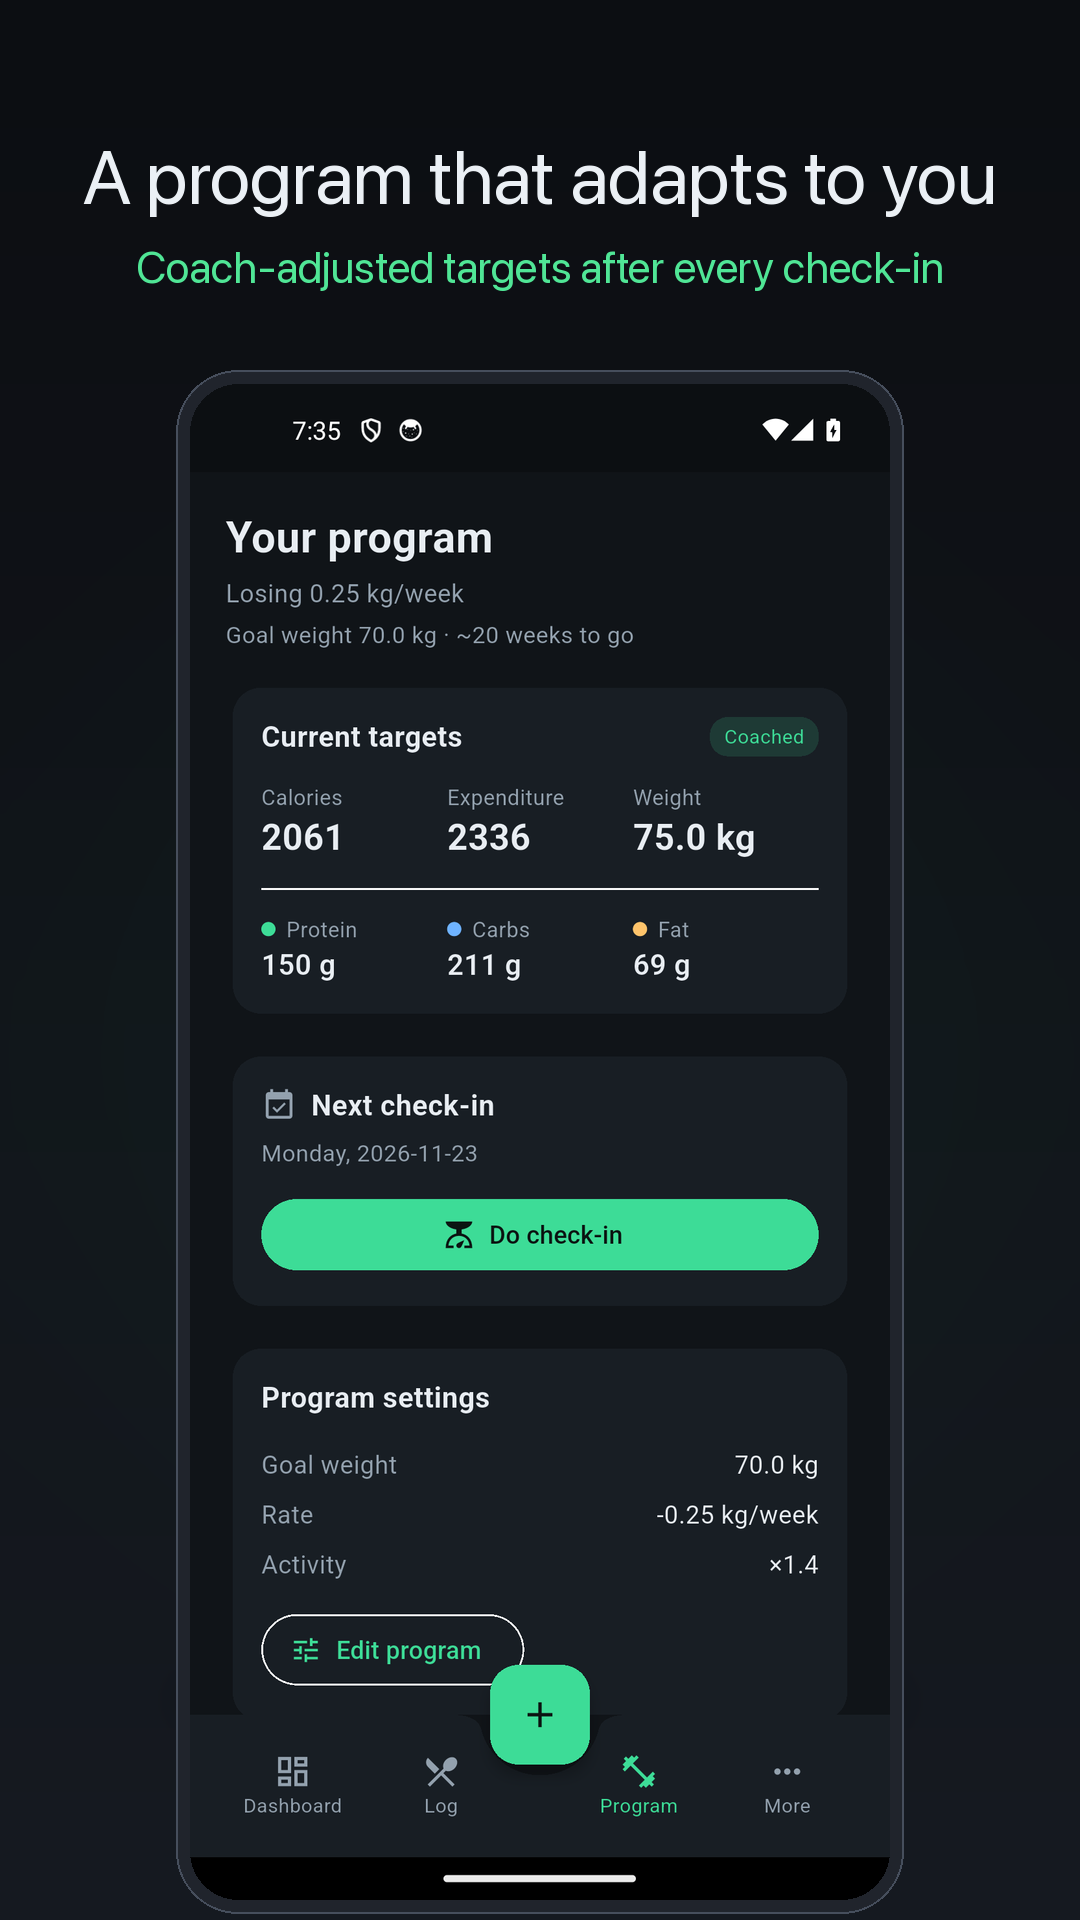 A program that adapts to you
Coach-adjusted targets after every check-in
7:35
Your program
Losing 0.25 kg/week
Goal weight 70.0 kg · ~20 weeks to go
Current targets
Coached
Calories Expenditure Weight
2061 2336 75.0 kg
Protein Carbs Fat
150 g 211 g 69 g
Next check-in
Monday, 2026-11-23
Do check-in
Program settings
Goal weight 70.0 kg
Rate -0.25 kg/week
Activity ×1.4
Edit program
+
Dashboard Log Program More